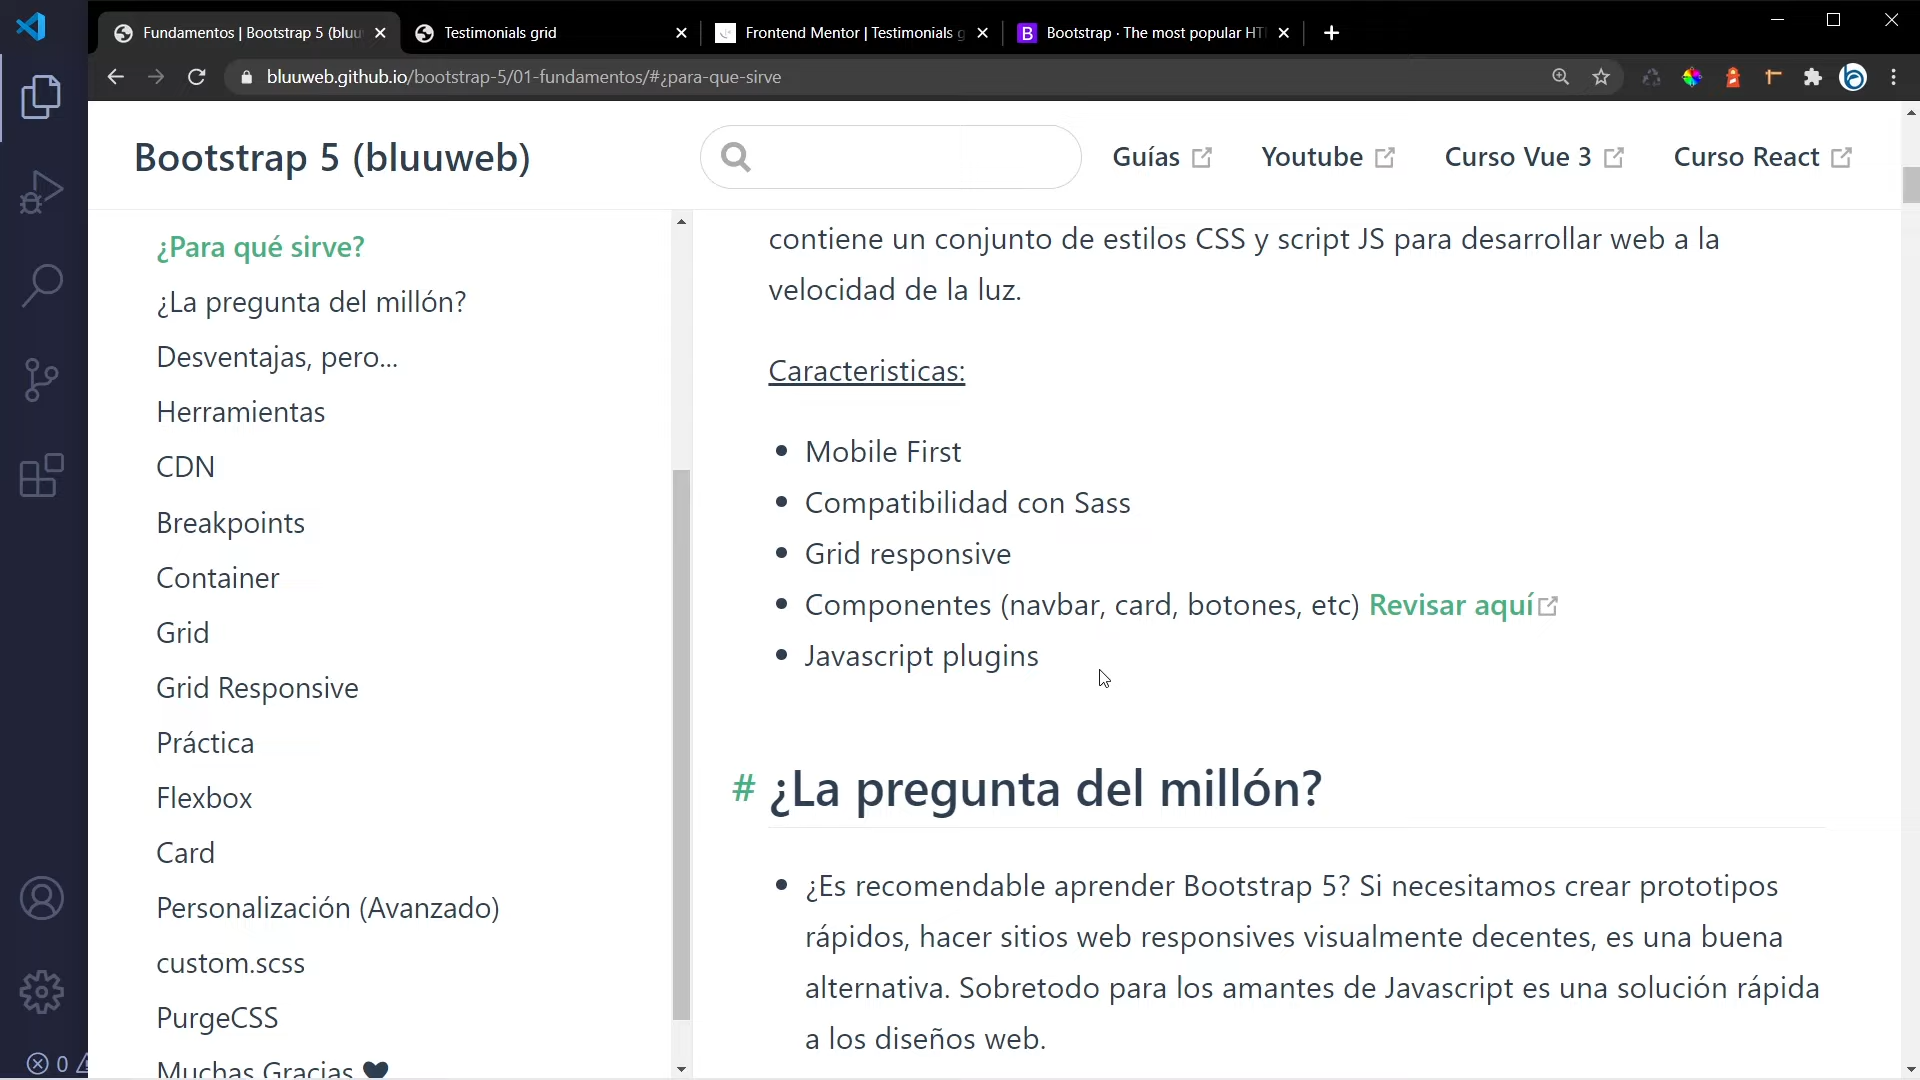 Fundamentos | Bootstrap 5 (bluu
Testimonials grid
Frontend Mentor | Testimonials g
Bootstrap · The most popular HT
bluuweb.github.io/bootstrap-5/01-fundamentos/#¿para-que-sirve
Bootstrap 5 (bluuweb)
Guías
Youtube
Curso Vue 3
Curso React
¿Para qué sirve?
¿La pregunta del millón?
Desventajas, pero...
Herramientas
CDN
Breakpoints
Container
Grid
Grid Responsive
Práctica
Flexbox
Card
Personalización (Avanzado)
custom.scss
PurgeCSS
Muchas Gracias ♥
0
contiene un conjunto de estilos CSS y script JS para desarrollar web a la
velocidad de la luz.
Caracteristicas:
• Mobile First
• Compatibilidad con Sass
• Grid responsive
• Componentes (navbar, card, botones, etc) Revisar aquí
• Javascript plugins
# ¿La pregunta del millón?
• ¿Es recomendable aprender Bootstrap 5? Si necesitamos crear prototipos
rápidos, hacer sitios web responsives visualmente decentes, es una buena
alternativa. Sobretodo para los amantes de Javascript es una solución rápida
a los diseños web.